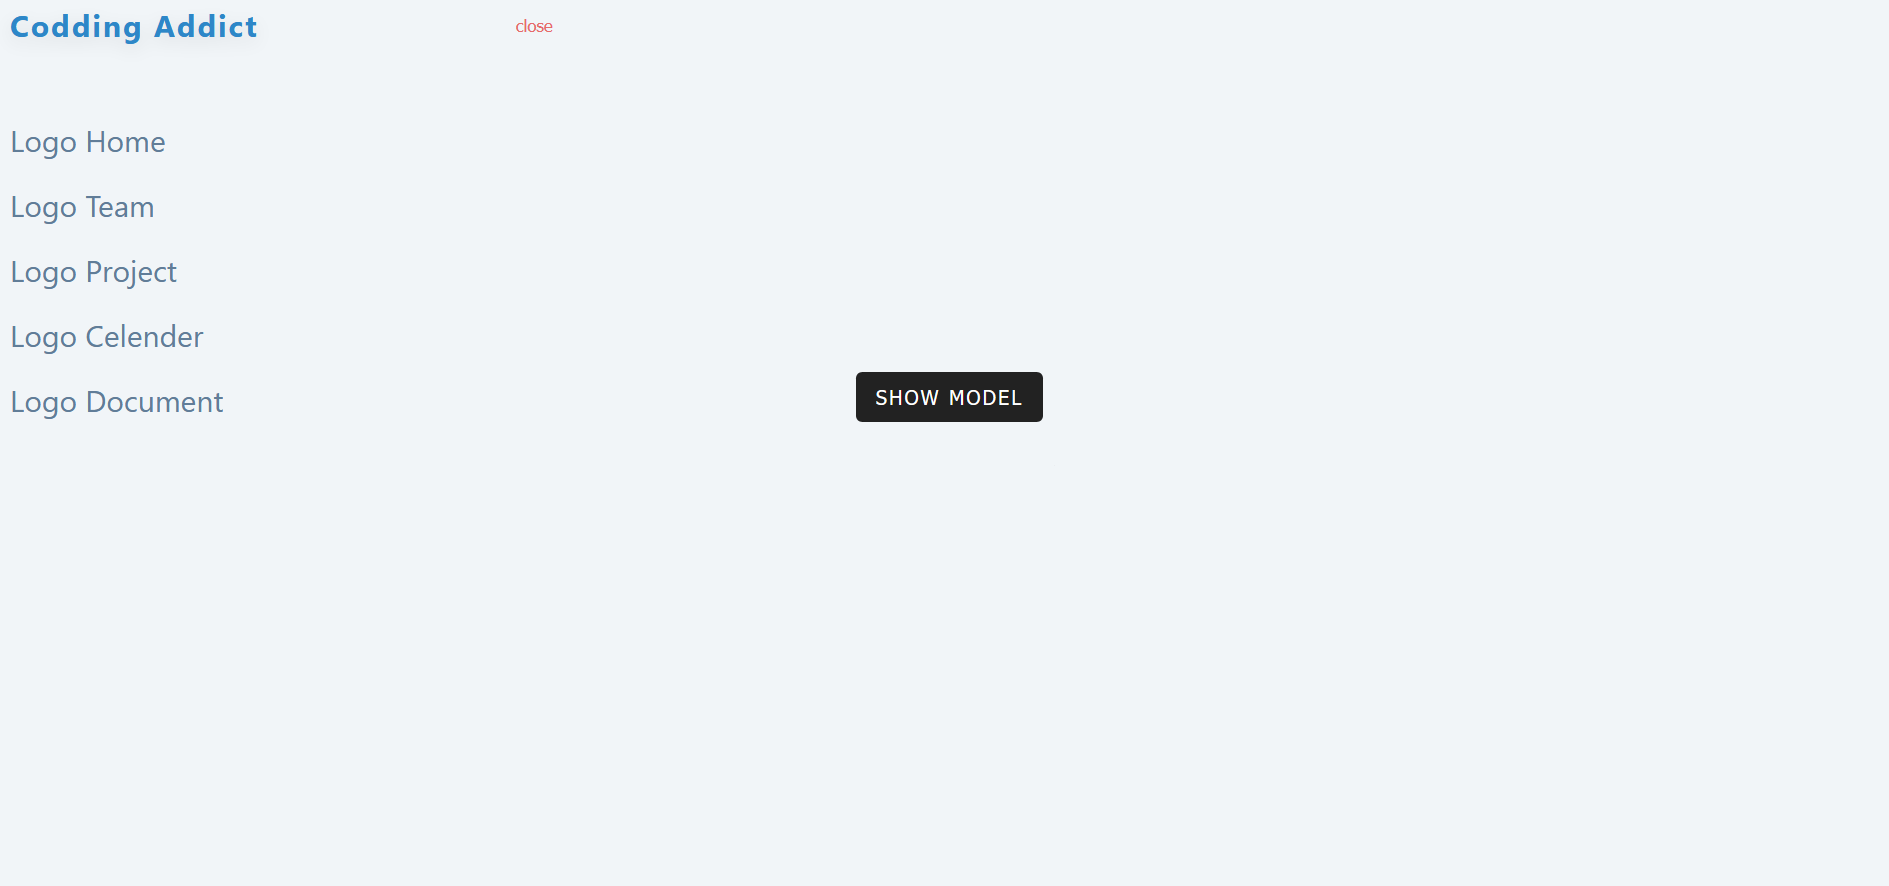 Codding Addict
close
Logo Home
Logo Team
Logo Project
Logo Celender
Logo Document
SHOW MODEL